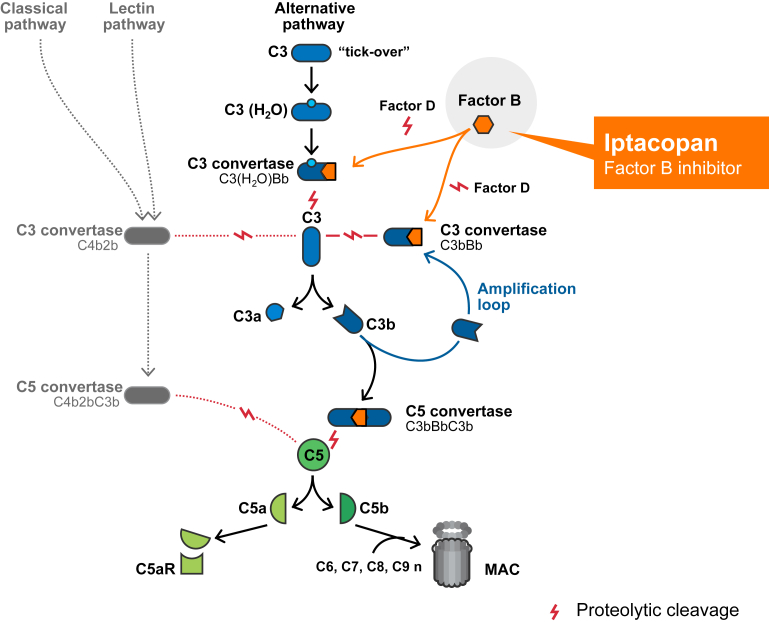 Classical
pathway
Lectin
pathway
Alternative
pathway
C3
“tick-over”
C3 (H₂O)
Factor D
Factor B
Iptacopan
Factor B inhibitor
C3 convertase
C3(H₂O)Bb
Factor D
C3
C3 convertase
C4b2b
C3 convertase
C3bBb
Amplification
loop
C3a
C3b
C5 convertase
C4b2bC3b
C5 convertase
C3bBbC3b
C5
C5a
C5b
C5aR
C6, C7, C8, C9 n
MAC
Proteolytic cleavage